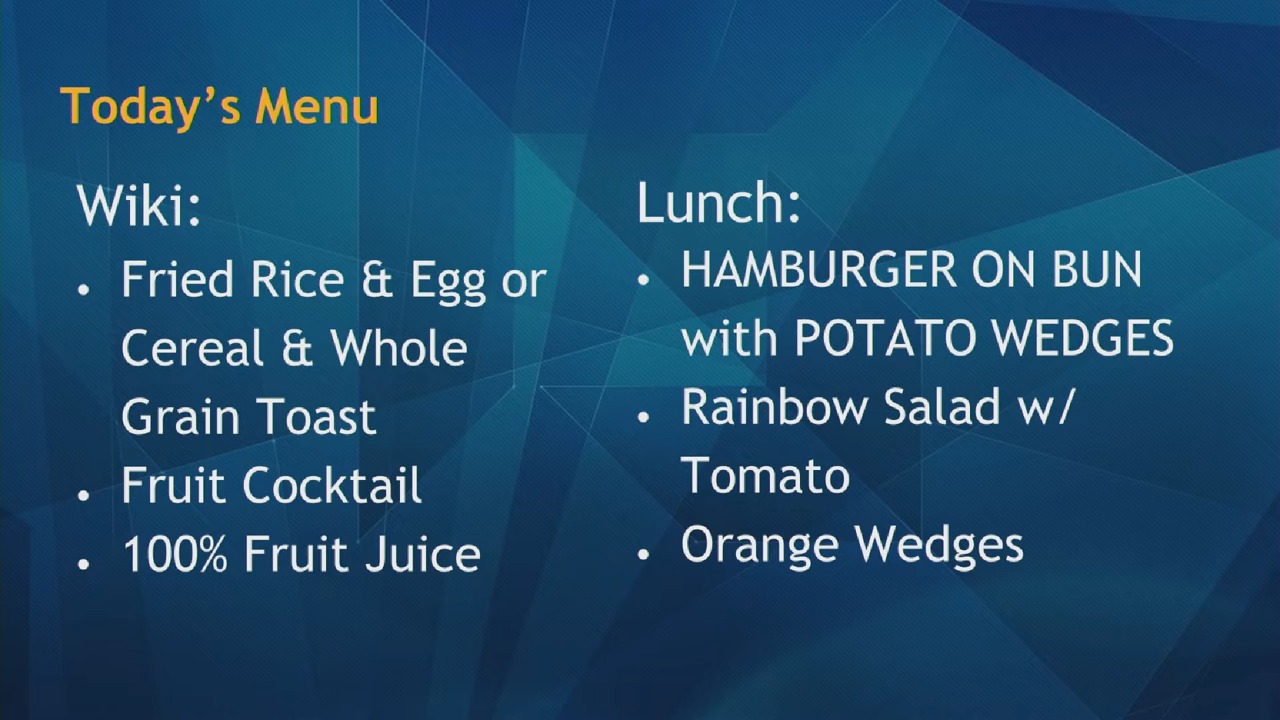 Today’s Menu
Wiki:
• Fried Rice & Egg or
Cereal & Whole
Grain Toast
• Fruit Cocktail
• 100% Fruit Juice
Lunch:
• HAMBURGER ON BUN
with POTATO WEDGES
• Rainbow Salad w/
Tomato
• Orange Wedges